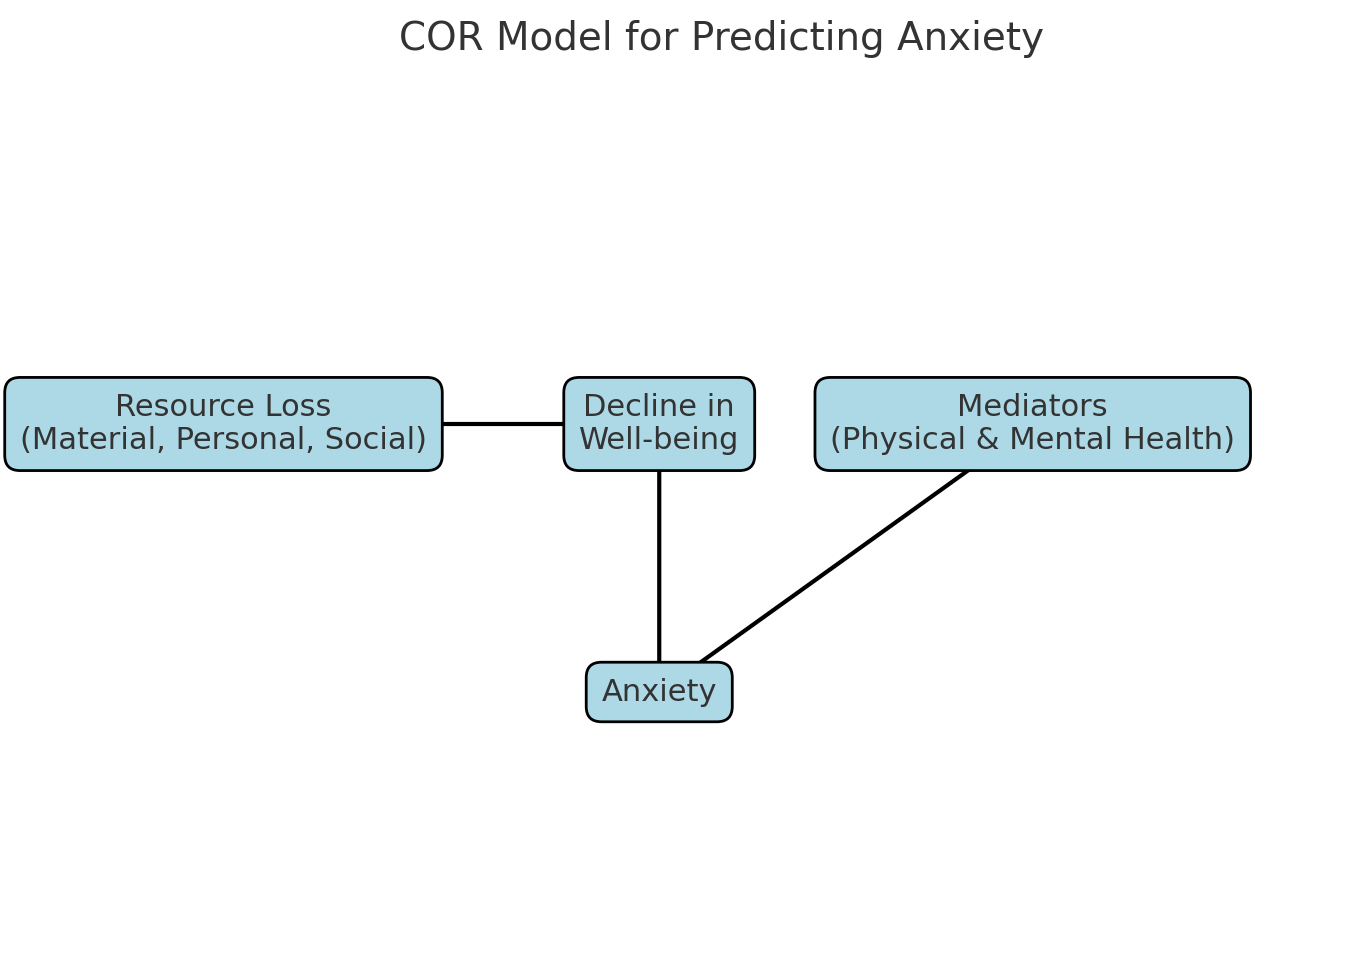 COR Model for Predicting Anxiety
Resource Loss
(Material, Personal, Social)
Decline in
Well-being
Mediators
(Physical & Mental Health)
Anxiety